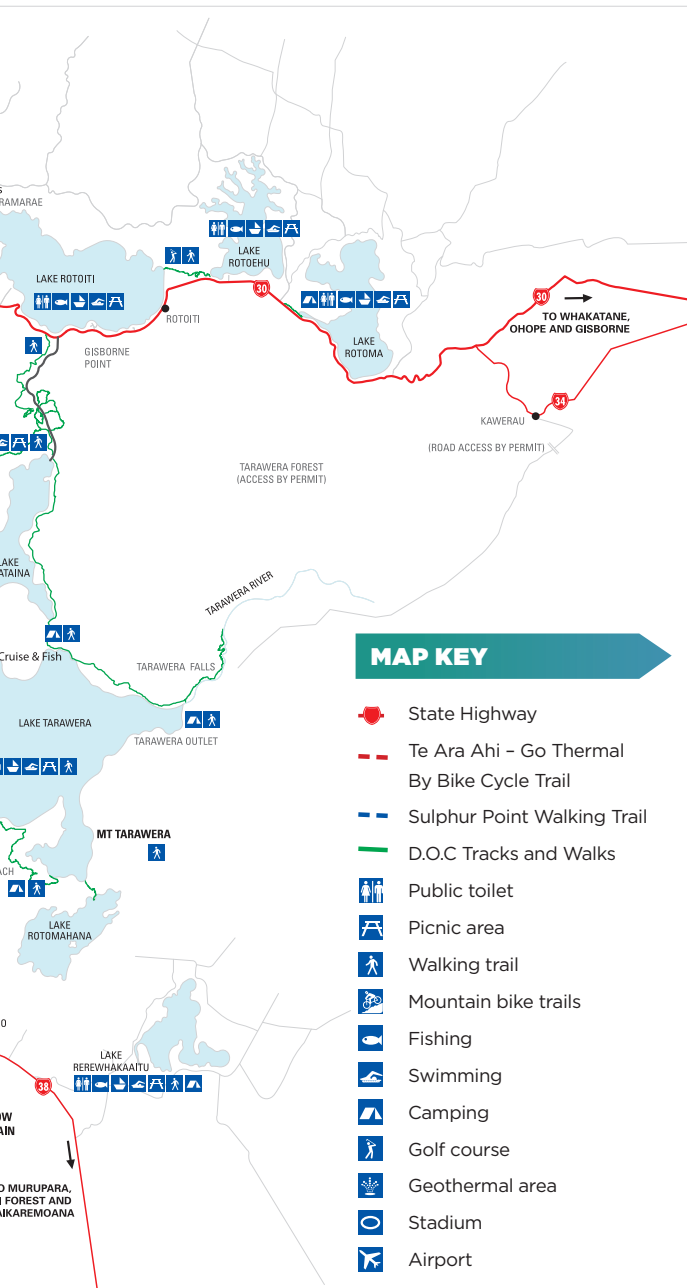 RAMARAE
LAKE ROTOITI
LAKE
ROTOEHU
30
ROTOITI
GISBORNE
POINT
LAKE
ROTOMA
30
TO WHAKATANE,
OHOPE AND GISBORNE
34
KAWERAU
(ROAD ACCESS BY PERMIT)
TARAWERA FOREST
(ACCESS BY PERMIT)
LAKE
ATAINA
TARAWERA RIVER
Cruise & Fish
TARAWERA FALLS
LAKE TARAWERA
TARAWERA OUTLET
MT TARAWERA
ACH
LAKE
ROTOMAHANA
O
LAKE
REREWHAKAAITU
38
OW
AIN
O MURUPARA,
FOREST AND
AIKAREMOANA
MAP KEY
State Highway
Te Ara Ahi – Go Thermal
By Bike Cycle Trail
Sulphur Point Walking Trail
D.O.C Tracks and Walks
Public toilet
Picnic area
Walking trail
Mountain bike trails
Fishing
Swimming
Camping
Golf course
Geothermal area
Stadium
Airport